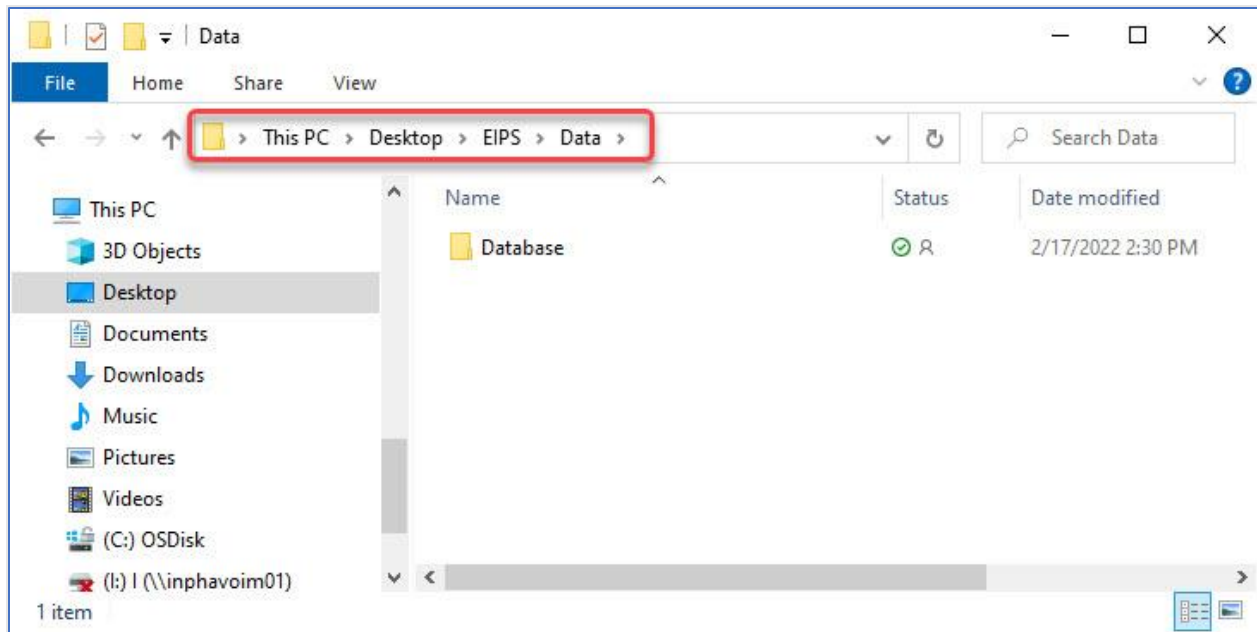 Data
File Home Share View
This PC > Desktop > EIPS > Data >
Search Data
Name Status Date modified
This PC
3D Objects
Database 2/17/2022 2:30 PM
Desktop
Documents
Downloads
Music
Pictures
Videos
(C:) OSDisk
(I:) I (\\inphavoim01)
1 item